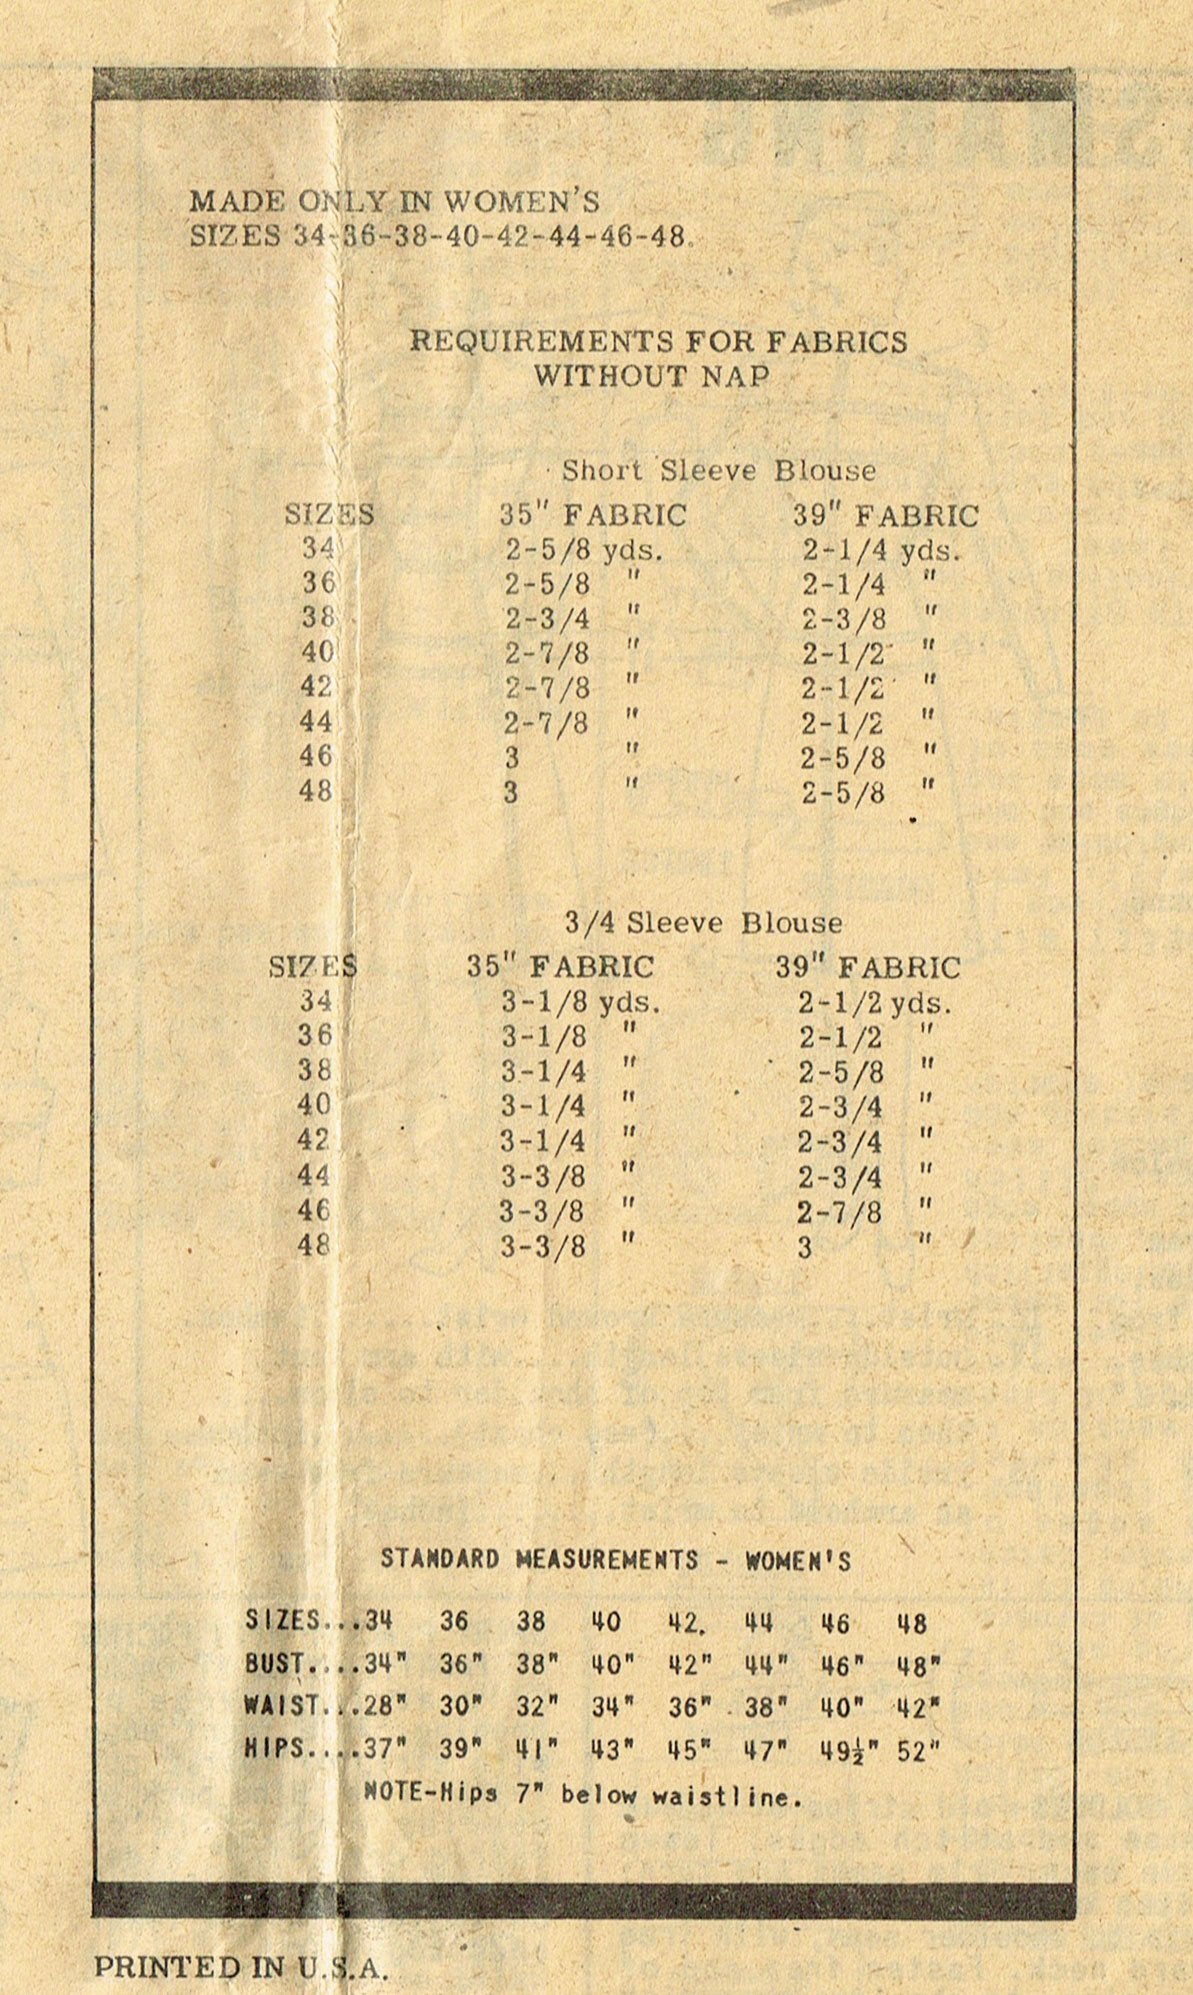 MADE ONLY IN WOMEN'S
SIZES 34-36-38-40-42-44-46-48.
REQUIREMENTS FOR FABRICS
WITHOUT NAP
Short Sleeve Blouse
SIZES 35" FABRIC 39" FABRIC
34 2-5/8 yds. 2-1/4 yds.
36 2-5/8 " 2-1/4 "
38 2-3/4 " 2-3/8 "
40 2-7/8 " 2-1/2 "
42 2-7/8 " 2-1/2 "
44 2-7/8 " 2-1/2 "
46 3 " 2-5/8 "
48 3 " 2-5/8 "
3/4 Sleeve Blouse
SIZES 35" FABRIC 39" FABRIC
34 3-1/8 yds. 2-1/2 yds.
36 3-1/8 " 2-1/2 "
38 3-1/4 " 2-5/8 "
40 3-1/4 " 2-3/4 "
42 3-1/4 " 2-3/4 "
44 3-3/8 " 2-3/4 "
46 3-3/8 " 2-7/8 "
48 3-3/8 " 3 "
STANDARD MEASUREMENTS - WOMEN'S
SIZES...34 36 38 40 42. 44 46 48
BUST....34" 36" 38" 40" 42" 44" 46" 48"
WAIST...28" 30" 32" 34" 36" 38" 40" 42"
HIPS....37" 39" 41" 43" 45" 47" 49½" 52"
NOTE-Hips 7" below waistline.
PRINTED IN U.S.A.